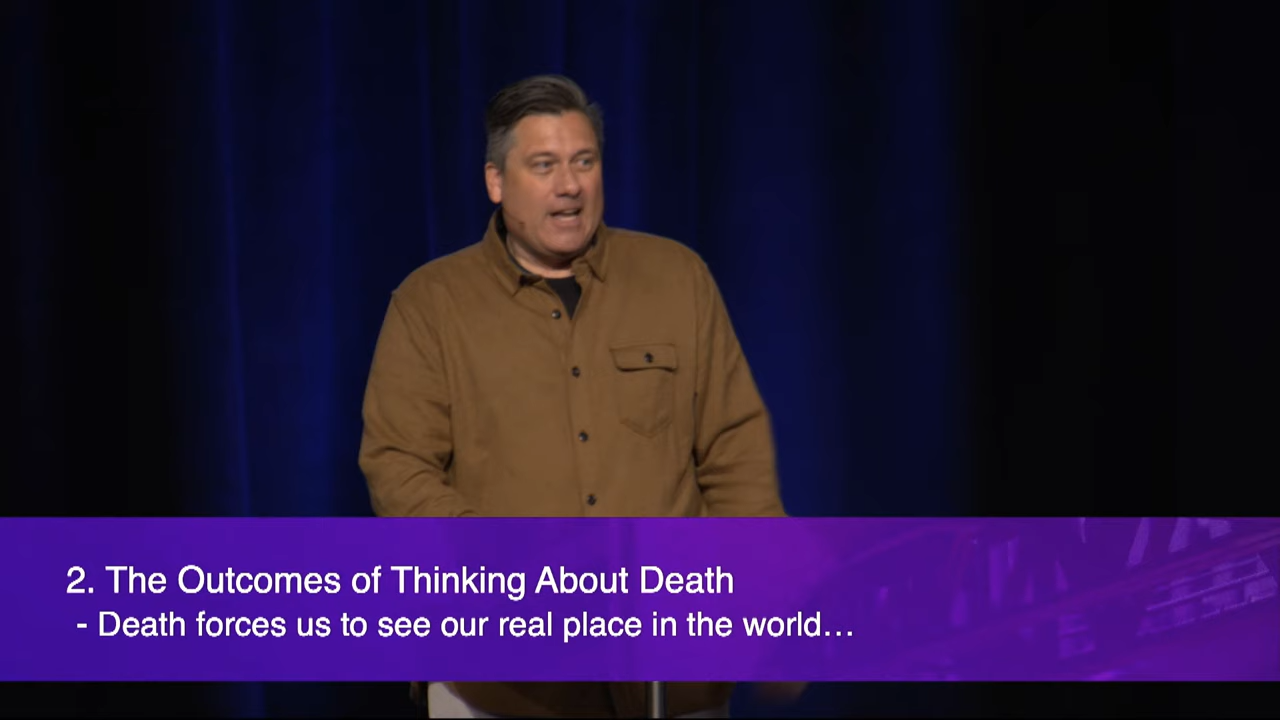 2. The Outcomes of Thinking About Death
- Death forces us to see our real place in the world…